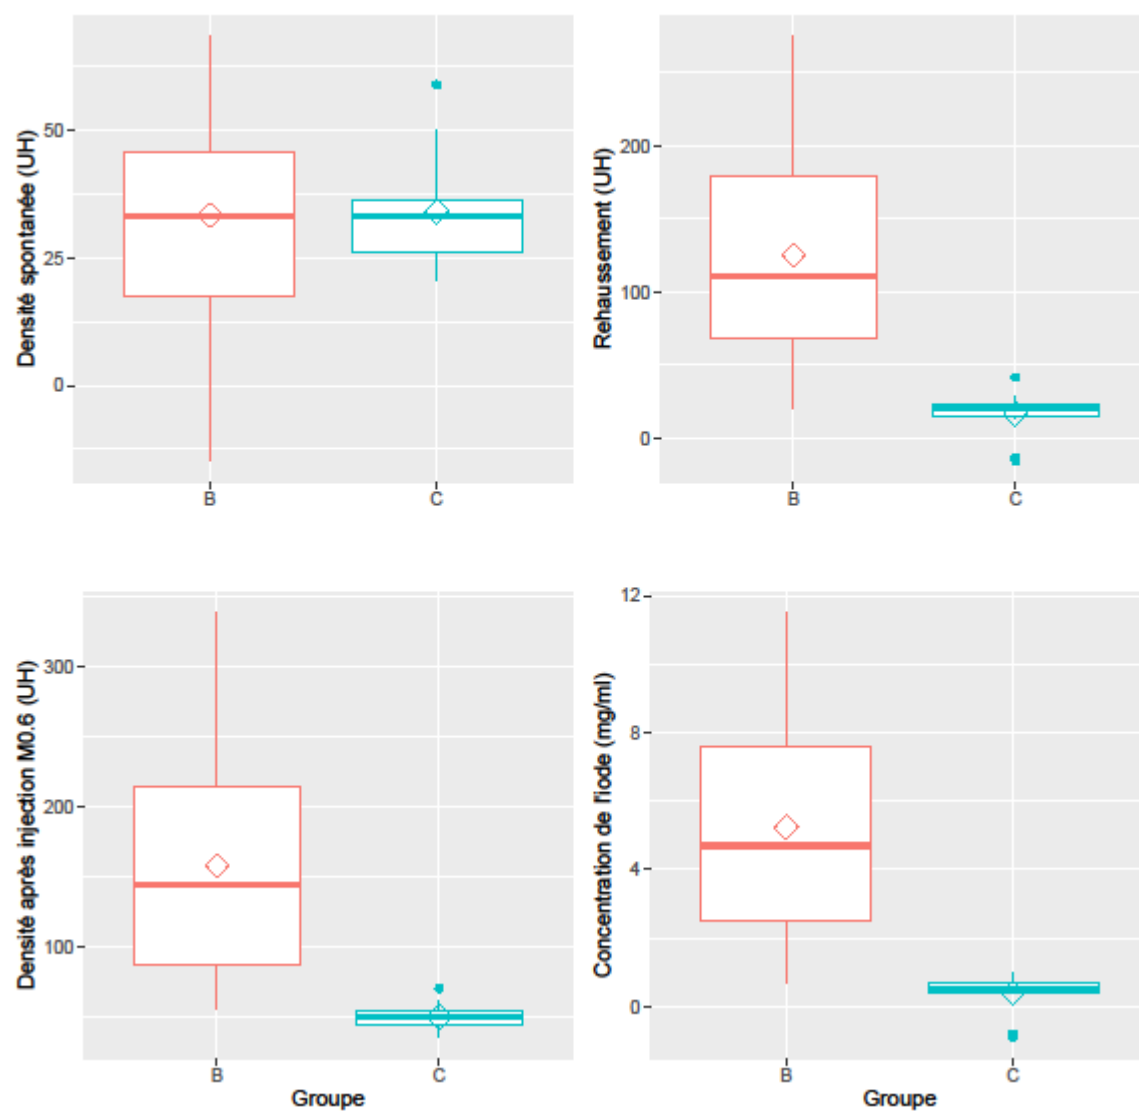 Densité spontanée (UH)
50
25
0
B
C
Rehaussement (UH)
200
100
0
B
C
Densité après injection M0.6 (UH)
300
200
100
B
C
Groupe
Concentration de l'iode (mg/ml)
12
8
4
0
B
C
Groupe